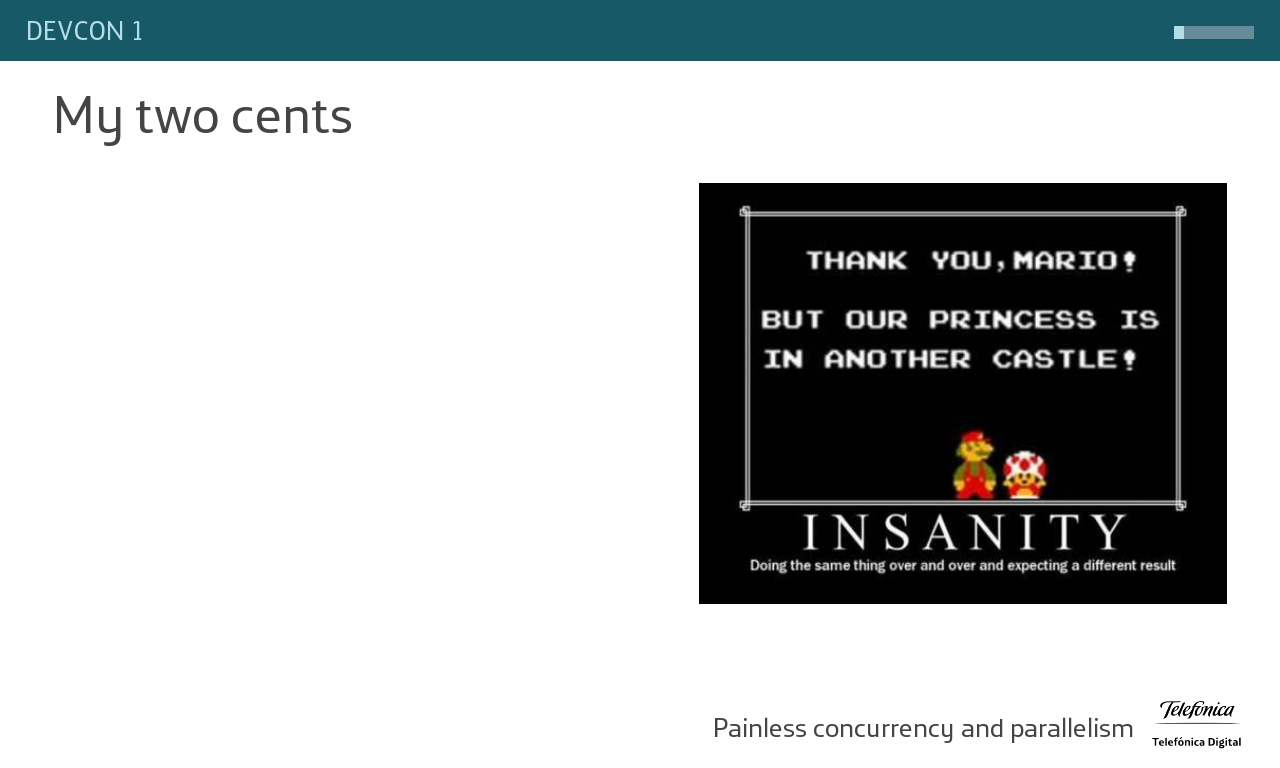 DEVCON 1
My two cents
THANK YOU,MARIO!
BUT OUR PRINCESS IS
IN ANOTHER CASTLE!
INSANITY
Doing the same thing over and over and expecting a different result
Painless concurrency and parallelism
Telefónica
Telefónica Digital